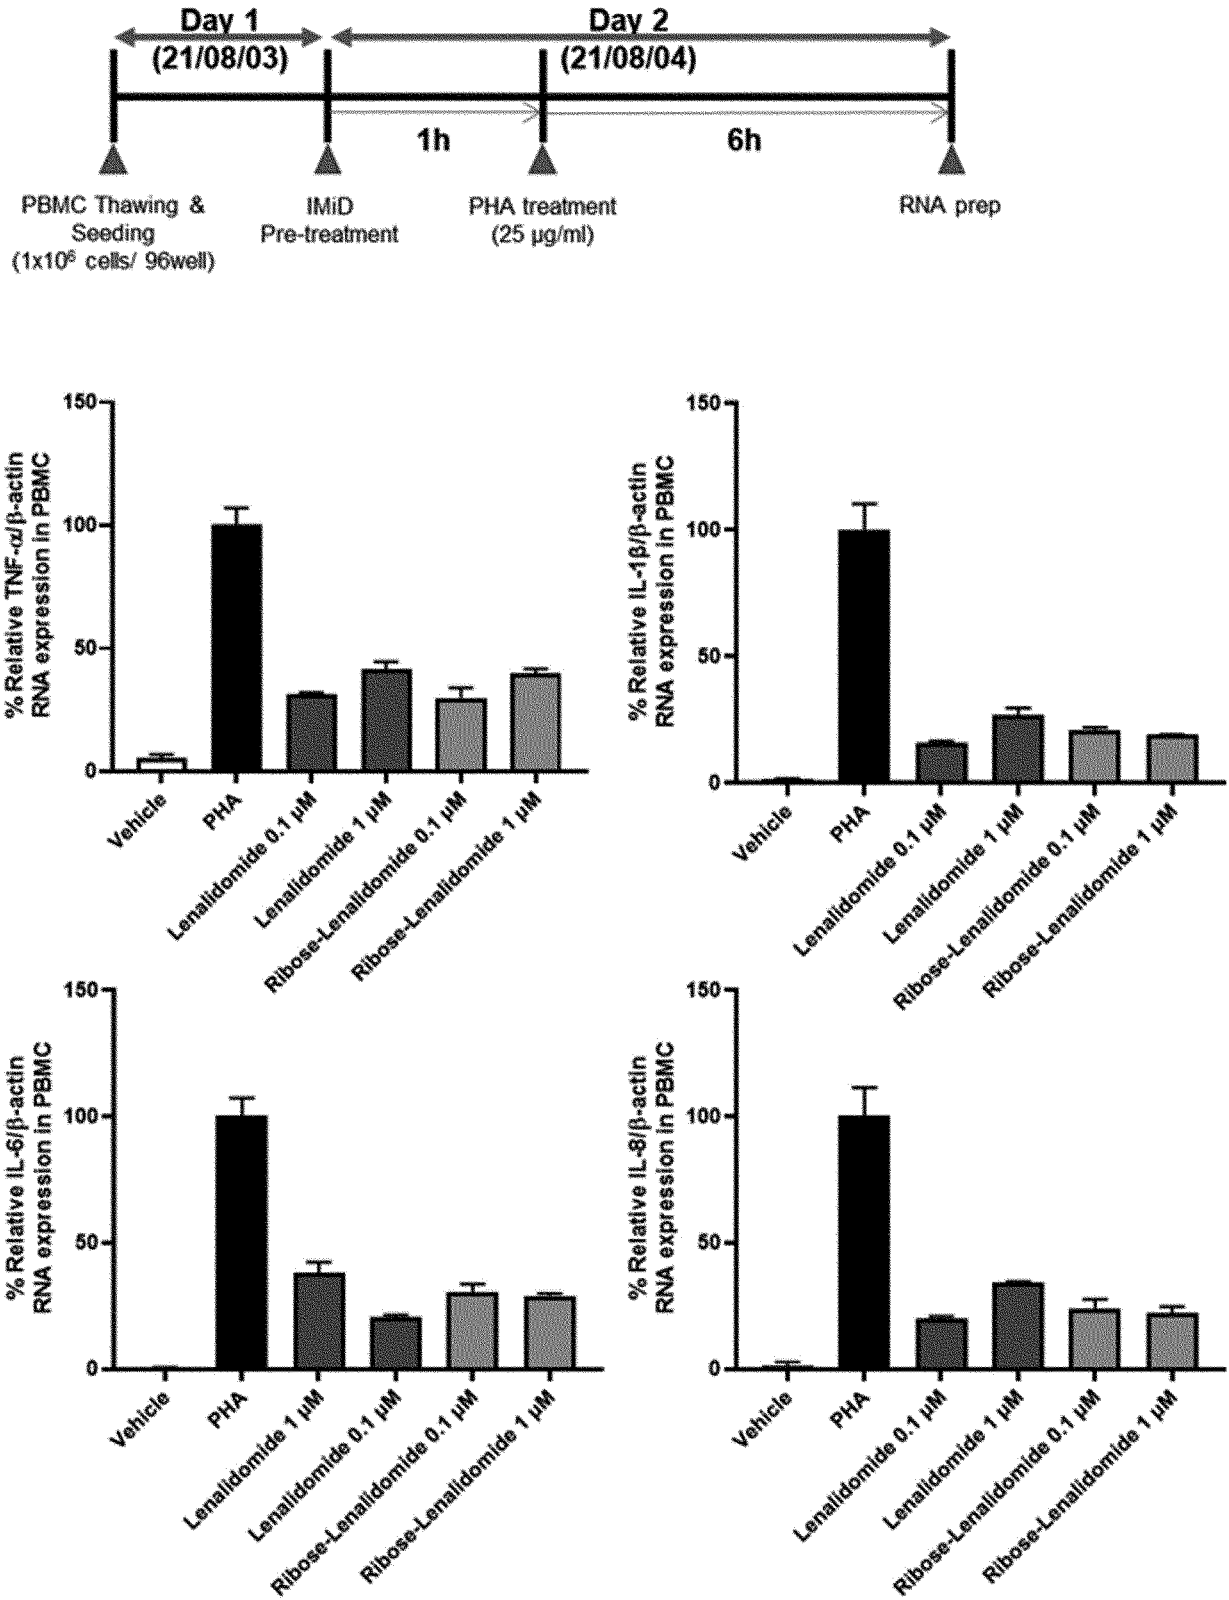 Day 1
(21/08/03)
Day 2
(21/08/04)
1h
6h
PBMC Thawing &
Seeding
(1x10⁶ cells/ 96well)
IMiD
Pre-treatment
PHA treatment
(25 µg/ml)
RNA prep
% Relative TNF-α/β-actin
RNA expression in PBMC
150
100
50
0
Vehicle
PHA
Lenalidomide 0.1 µM
Lenalidomide 1 µM
Ribose-Lenalidomide 0.1 µM
Ribose-Lenalidomide 1 µM
% Relative IL-1β/β-actin
RNA expression in PBMC
150
100
50
0
Vehicle
PHA
Lenalidomide 0.1 µM
Lenalidomide 1 µM
Ribose-Lenalidomide 0.1 µM
Ribose-Lenalidomide 1 µM
% Relative IL-6/β-actin
RNA expression in PBMC
150
100
50
0
Vehicle
PHA
Lenalidomide 1 µM
Lenalidomide 0.1 µM
Ribose-Lenalidomide 0.1 µM
Ribose-Lenalidomide 1 µM
% Relative IL-8/β-actin
RNA expression in PBMC
150
100
50
0
Vehicle
PHA
Lenalidomide 0.1 µM
Lenalidomide 1 µM
Ribose-Lenalidomide 0.1 µM
Ribose-Lenalidomide 1 µM